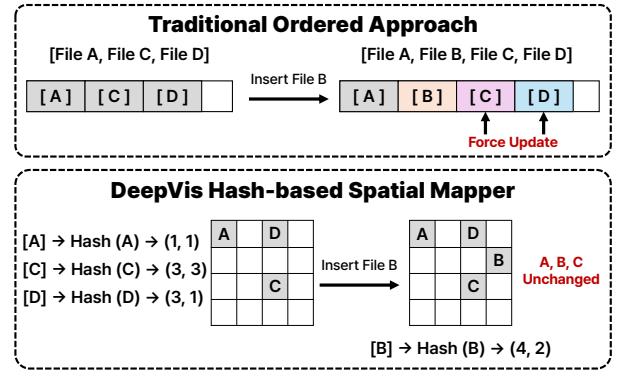 Traditional Ordered Approach
[File A, File C, File D]
[File A, File B, File C, File D]
[ A ] [ C ] [ D ]
Insert File B
[ A ] [ B ] [ C ] [ D ]
Force Update
DeepVis Hash-based Spatial Mapper
[A] → Hash (A) → (1, 1)
[C] → Hash (C) → (3, 3)
[D] → Hash (D) → (3, 1)
A D
C
Insert File B
A D
B
C
A, B, C
Unchanged
[B] → Hash (B) → (4, 2)